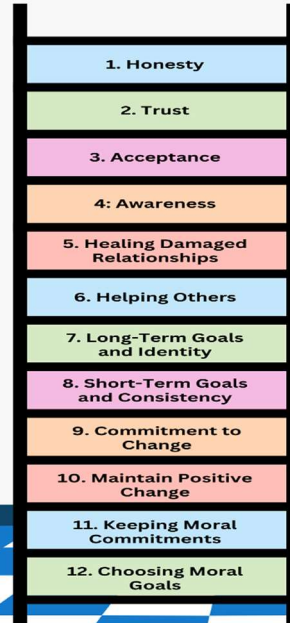 1. Honesty
2. Trust
3. Acceptance
4: Awareness
5. Healing Damaged
Relationships
6. Helping Others
7. Long-Term Goals
and Identity
8. Short-Term Goals
and Consistency
9. Commitment to
Change
10. Maintain Positive
Change
11. Keeping Moral
Commitments
12. Choosing Moral
Goals